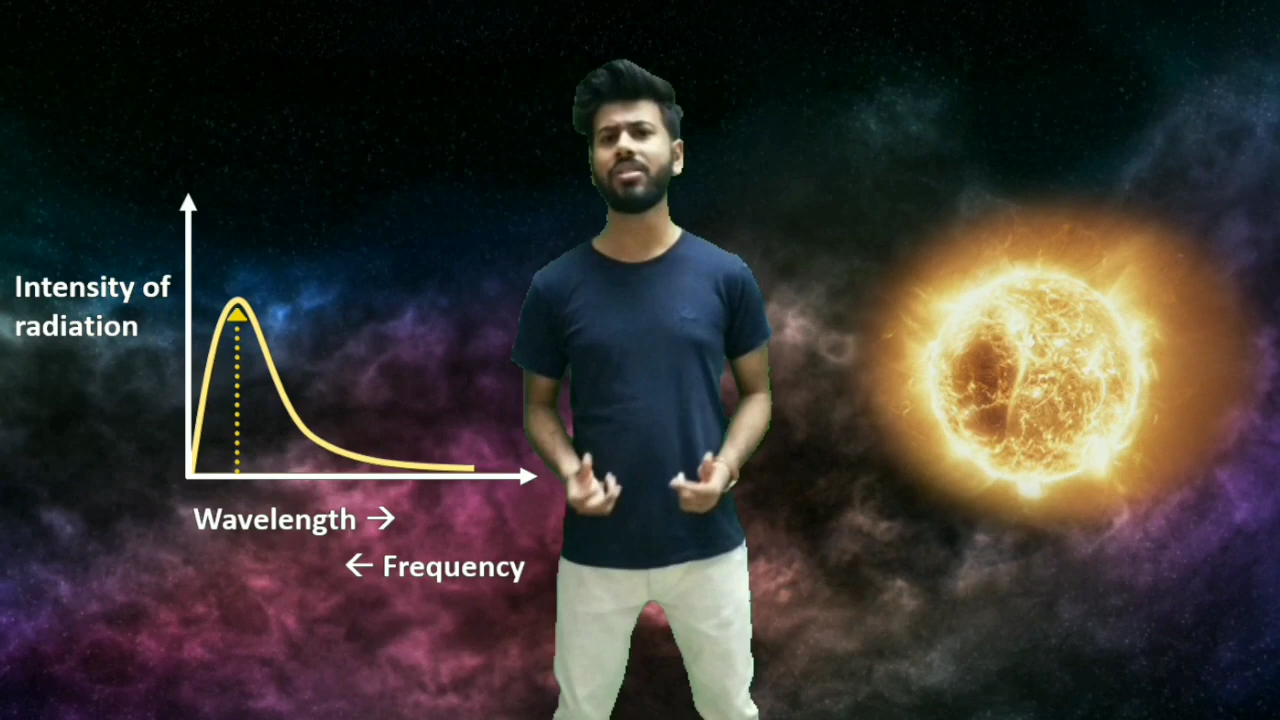 Intensity of
radiation
Wavelength →
← Frequency